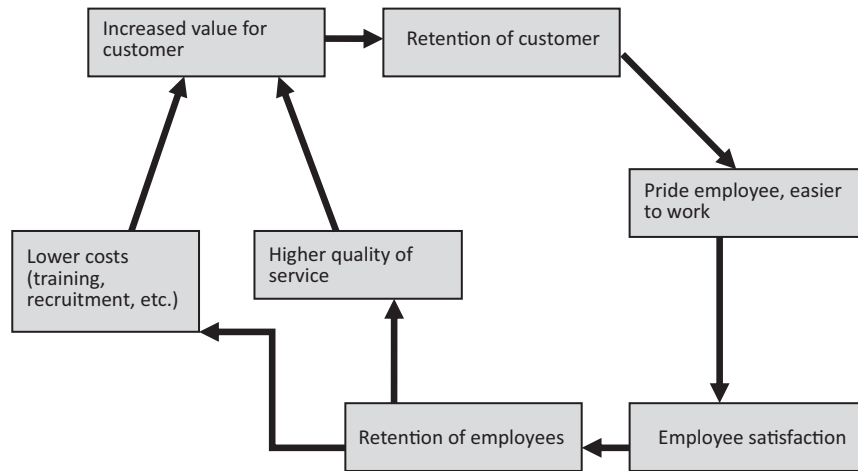 Increased value for
customer
Retention of customer
Pride employee, easier
to work
Lower costs
(training,
recruitment, etc.)
Higher quality of
service
Retention of employees
Employee satisfaction